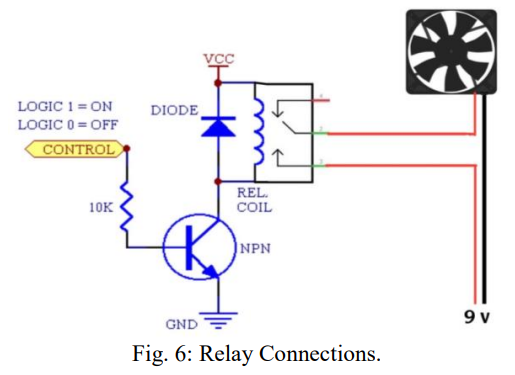 VCC
DIODE
LOGIC 1 = ON
LOGIC 0 = OFF
CONTROL
REL.
COIL
10K
NPN
GND
9 v
Fig. 6: Relay Connections.